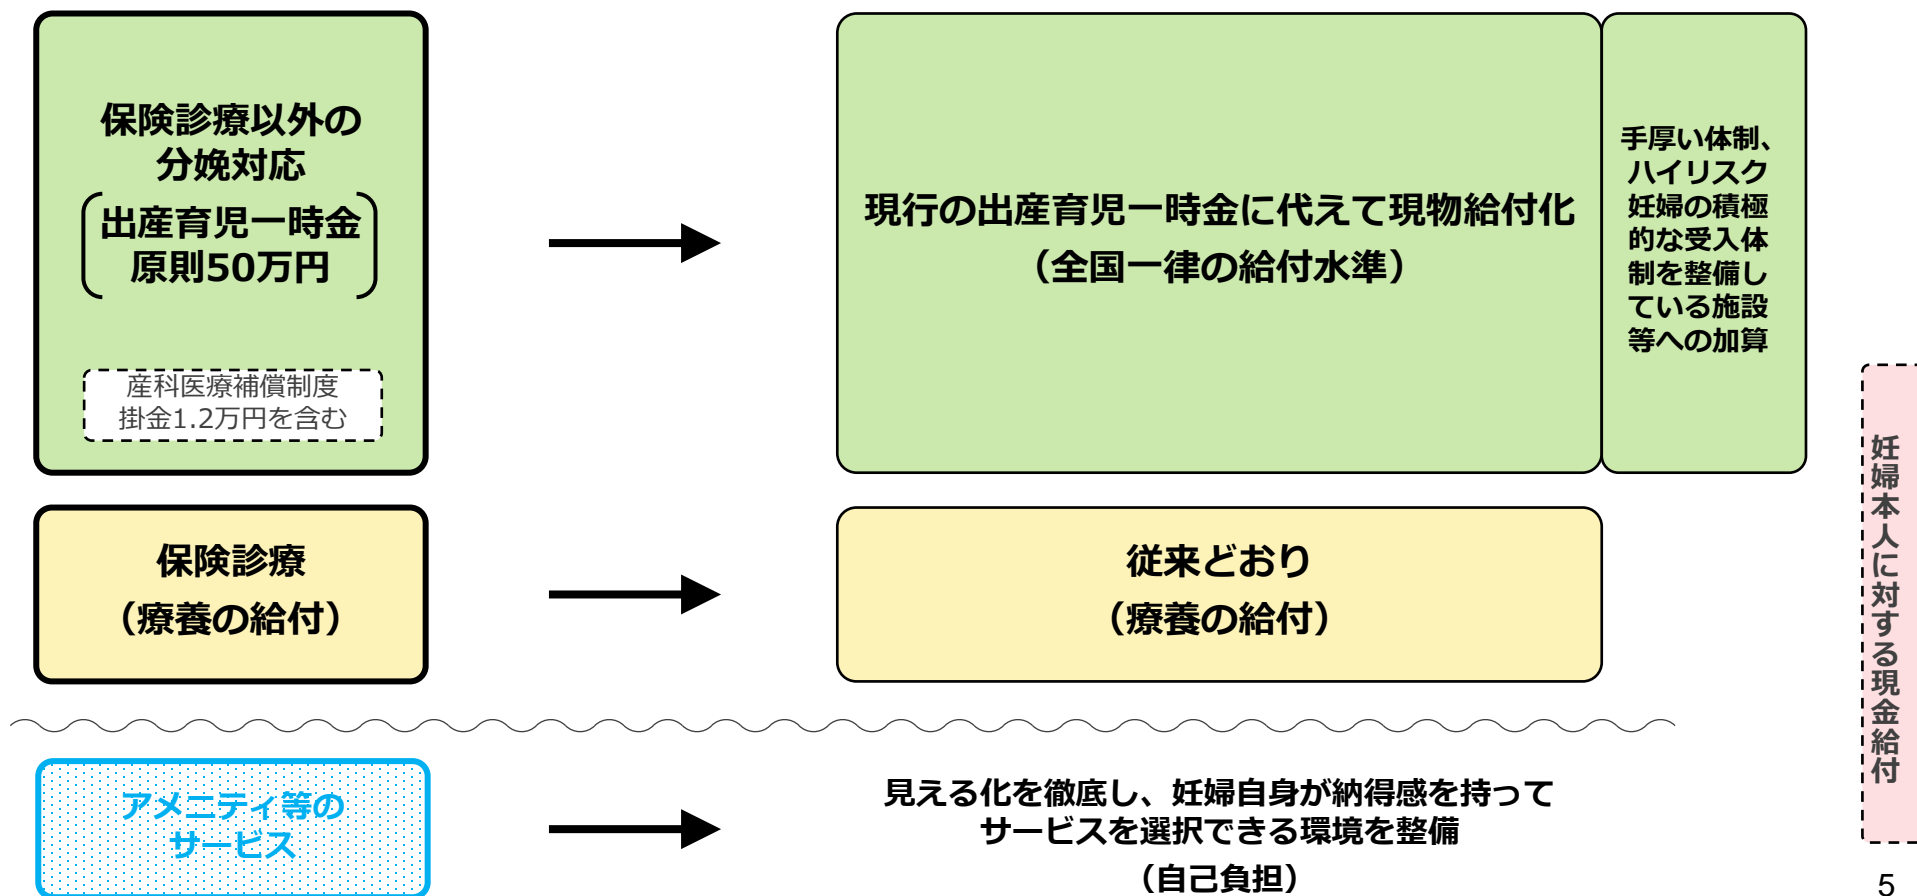 保険診療以外の
分娩対応
出産育児一時金
原則50万円
産科医療補償制度
掛金1.2万円を含む
現行の出産育児一時金に代えて現物給付化
（全国一律の給付水準）
手厚い体制、
ハイリスク
妊婦の積極
的な受入体
制を整備し
ている施設
等への加算
保険診療
（療養の給付）
従来どおり
（療養の給付）
アメニティ等の
サービス
見える化を徹底し、妊婦自身が納得感を持って
サービスを選択できる環境を整備
（自己負担）
妊婦本人に対する現金給付
5